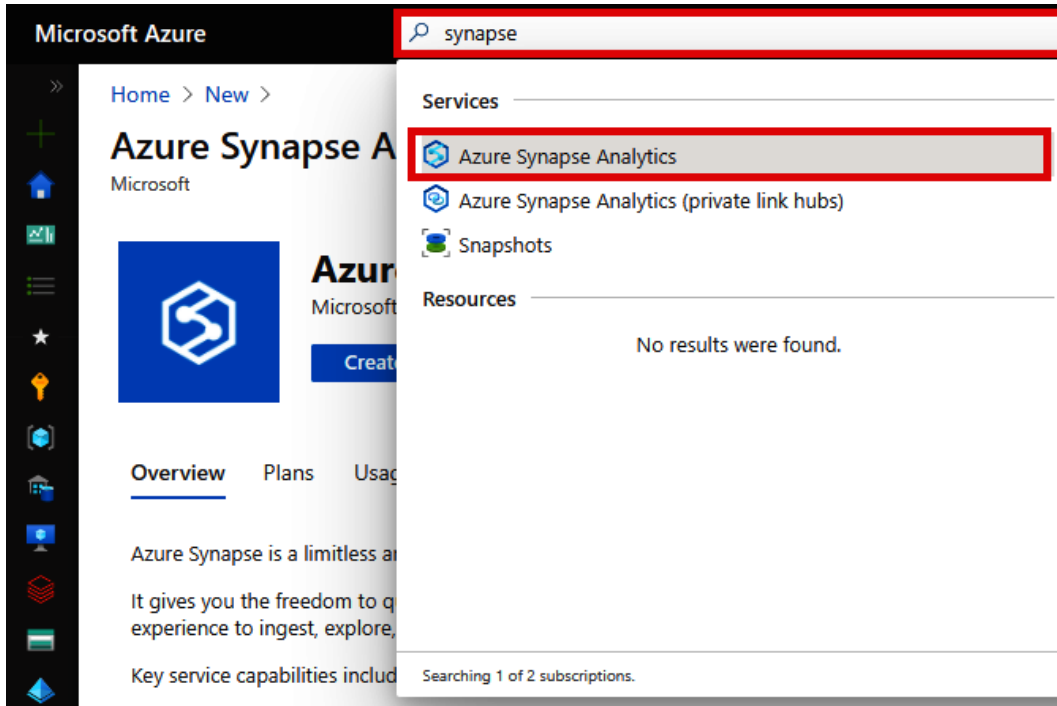 Microsoft Azure
synapse
Home > New >
Azure Synapse A
Microsoft
Azur
Microsoft
Create
Overview Plans Usag
Azure Synapse is a limitless a
It gives you the freedom to q
experience to ingest, explore,
Key service capabilities includ
Services
Azure Synapse Analytics
Azure Synapse Analytics (private link hubs)
Snapshots
Resources
No results were found.
Searching 1 of 2 subscriptions.